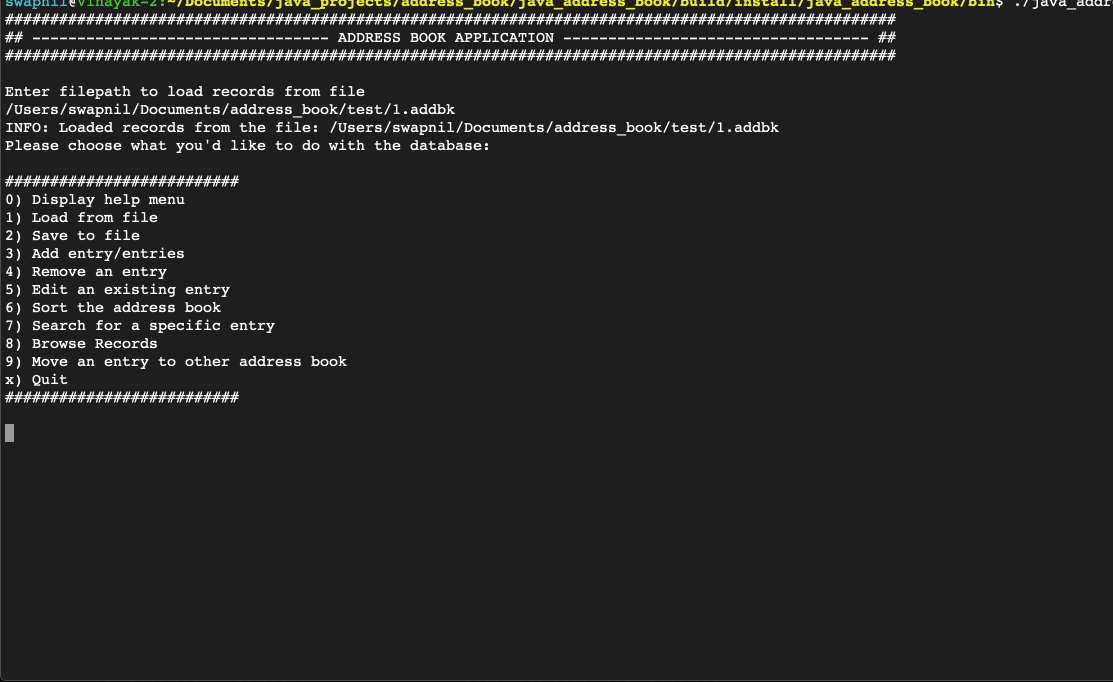 swapnil@vinayak-2:~/Documents/java_projects/address_book/java_address_book/build/install/java_address_book/bin$ ./java_addr
###################################################################################################
## --------------------------------- ADDRESS BOOK APPLICATION ---------------------------------- ##
###################################################################################################
Enter filepath to load records from file
/Users/swapnil/Documents/address_book/test/1.addbk
INFO: Loaded records from the file: /Users/swapnil/Documents/address_book/test/1.addbk
Please choose what you'd like to do with the database:
##########################
0) Display help menu
1) Load from file
2) Save to file
3) Add entry/entries
4) Remove an entry
5) Edit an existing entry
6) Sort the address book
7) Search for a specific entry
8) Browse Records
9) Move an entry to other address book
x) Quit
##########################